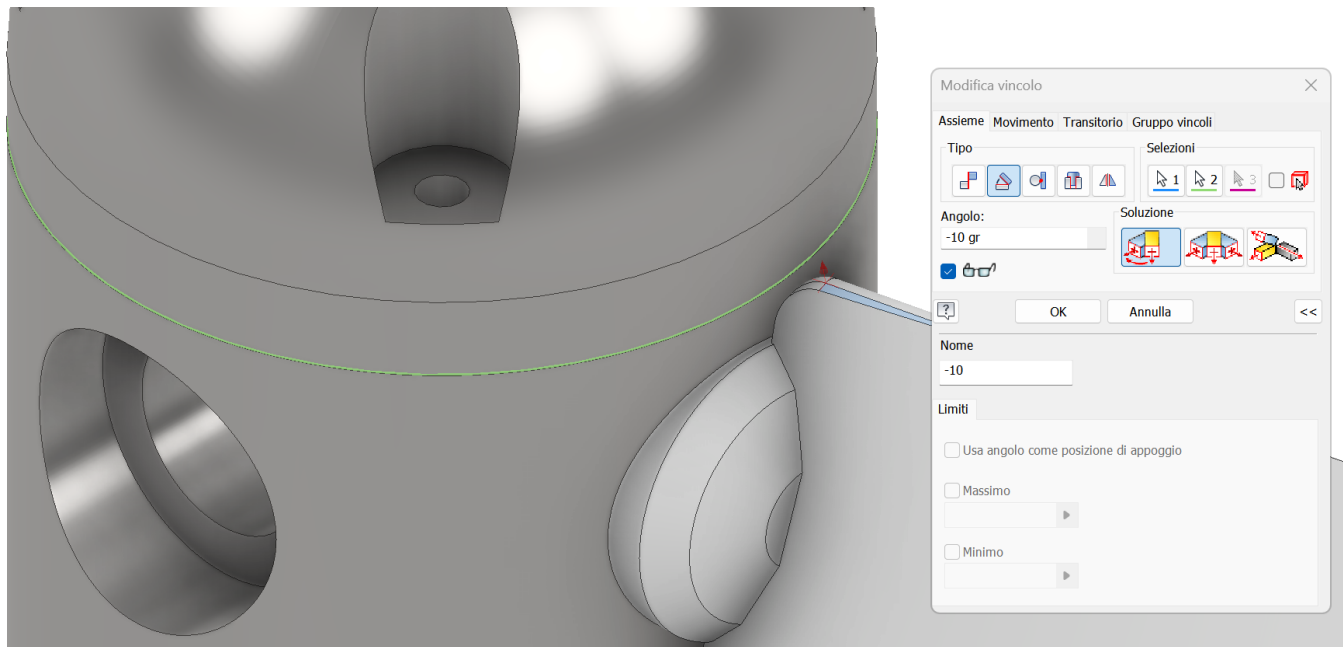 Modifica vincolo
Assieme Movimento Transitorio Gruppo vincoli
Tipo
Selezioni
1 2 3
Angolo:
-10 gr
Soluzione
?
OK
Annulla
<<
Nome
-10
Limiti
Usa angolo come posizione di appoggio
Massimo
Minimo